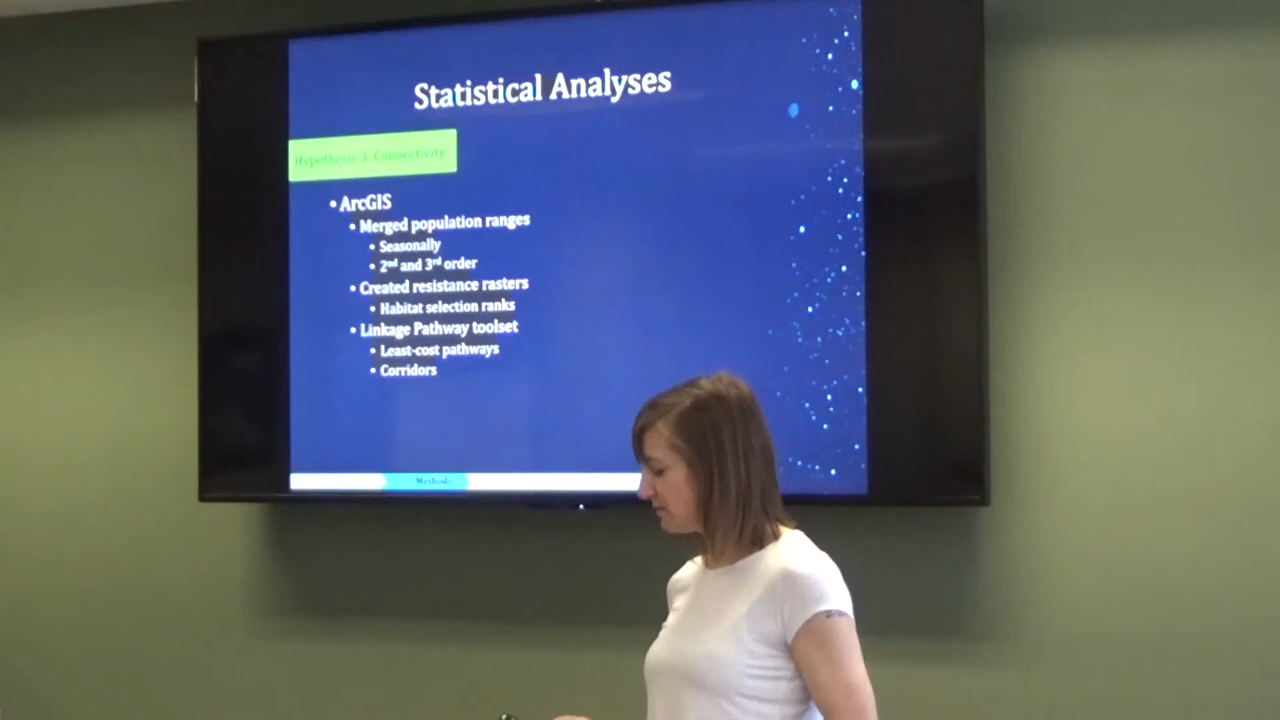 Statistical Analyses
Hypothesis 3: Connectivity
• ArcGIS
• Merged population ranges
• Seasonally
• 2nd and 3rd order
• Created resistance rasters
• Habitat selection ranks
• Linkage Pathway toolset
• Least-cost pathways
• Corridors
Methods